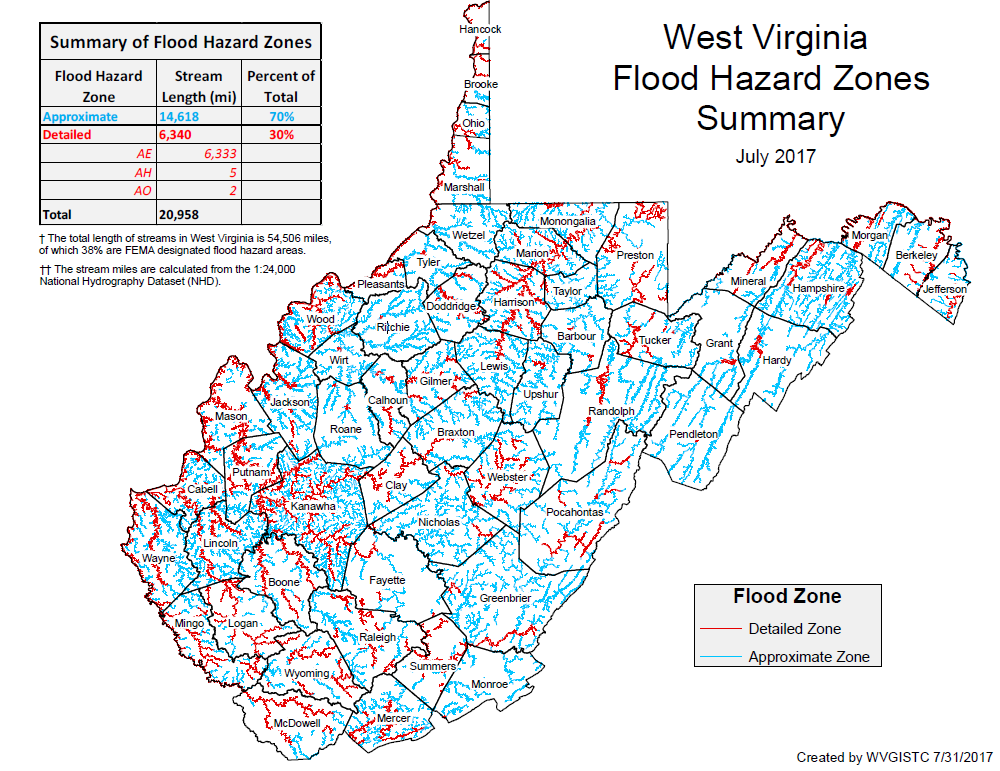 West Virginia
Flood Hazard Zones
Summary
July 2017
Summary of Flood Hazard Zones
Flood Hazard Zone Stream Length (mi) Percent of Total
Approximate 14,618 70%
Detailed 6,340 30%
AE 6,333
AH 5
AO 2
Total 20,958
† The total length of streams in West Virginia is 54,506 miles,
of which 38% are FEMA designated flood hazard areas.
†† The stream miles are calculated from the 1:24,000
National Hydrography Dataset (NHD).
Hancock
Brooke
Ohio
Marshall
Wetzel
Monongalia
Marion
Preston
Tyler
Pleasants
Doddridge
Harrison
Taylor
Wood
Ritchie
Barbour
Tucker
Grant
Mineral
Hampshire
Morgan
Berkeley
Jefferson
Hardy
Wirt
Lewis
Gilmer
Upshur
Randolph
Pendleton
Calhoun
Jackson
Roane
Mason
Braxton
Putnam
Cabell
Clay
Webster
Kanawha
Nicholas
Pocahontas
Lincoln
Wayne
Boone
Fayette
Greenbrier
Mingo
Logan
Raleigh
Wyoming
Summers
Monroe
McDowell
Mercer
Flood Zone
Detailed Zone
Approximate Zone
Created by WVGISTC 7/31/2017